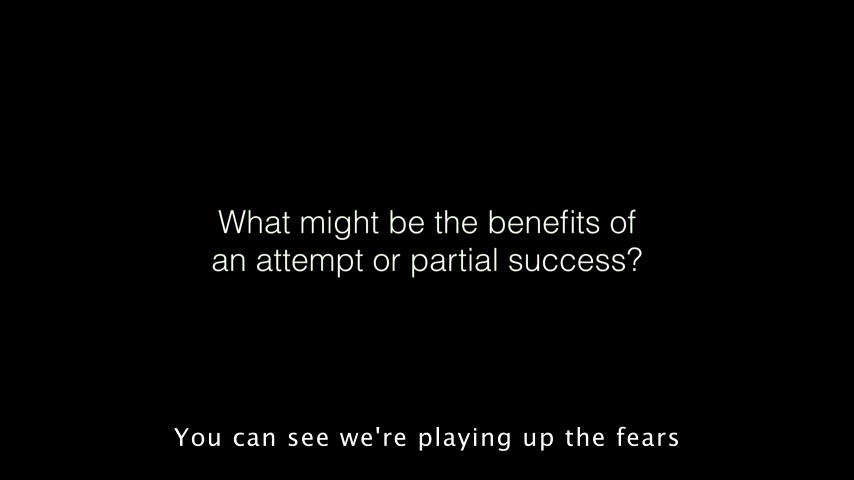 What might be the benefits of
an attempt or partial success?
You can see we're playing up the fears